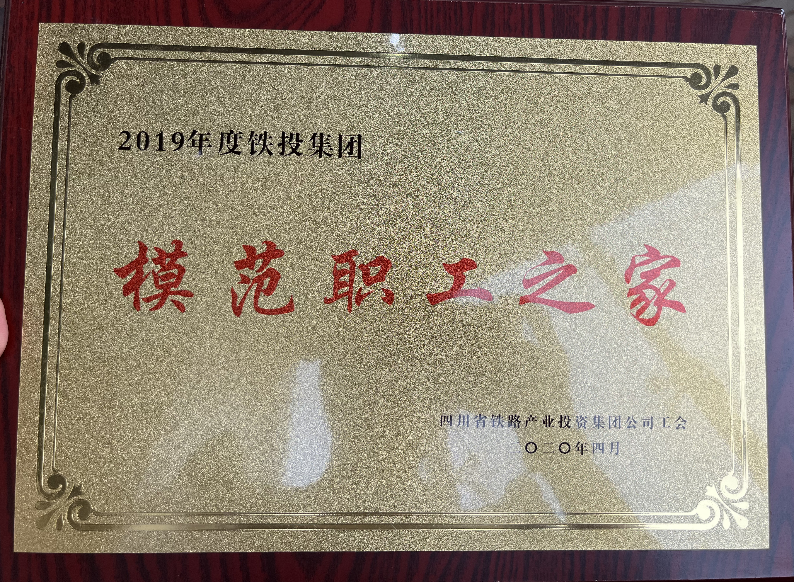 2019年度铁投集团
模范职工之家
四川省铁路产业投资集团公司工会
二〇二〇年四月